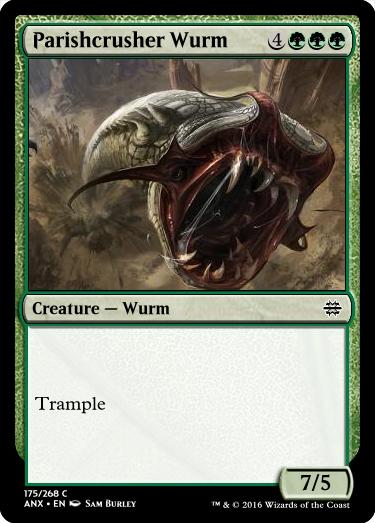 Parishcrusher Wurm 4
Creature — Wurm
Trample
7/5
175/268 C
ANX • EN SAM BURLEY
™ & © 2016 Wizards of the Coast